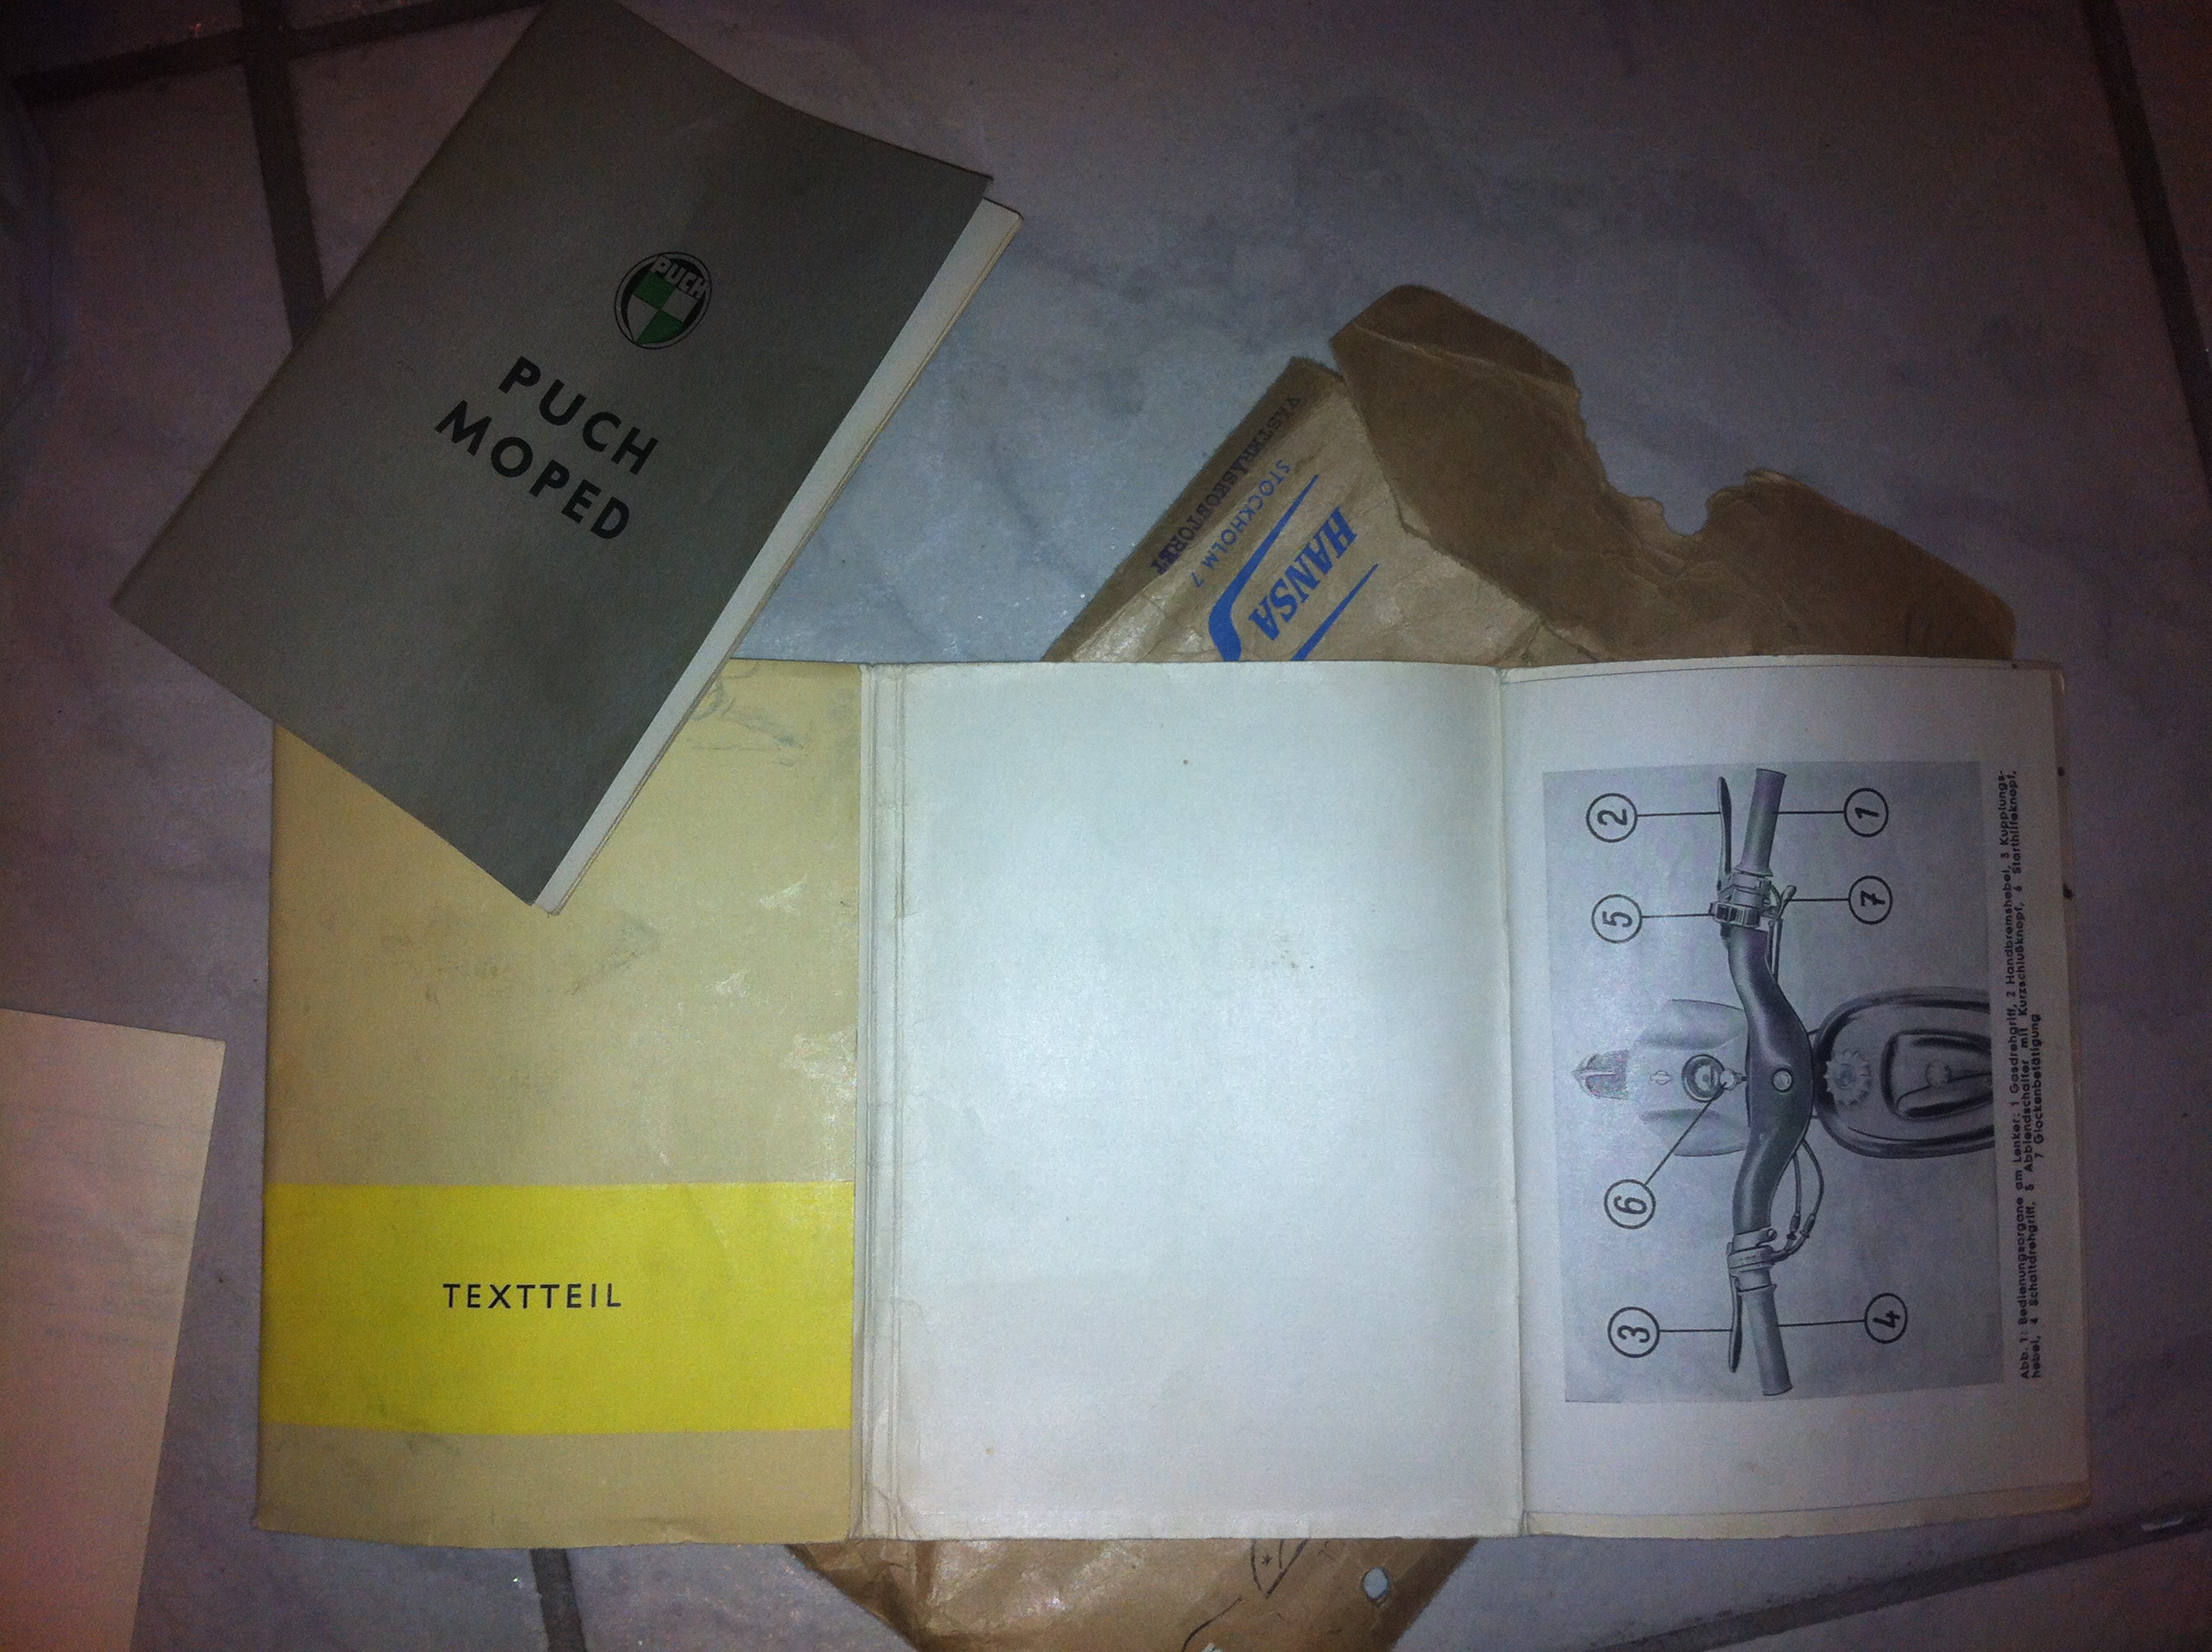 PUCH
PUCH
MOPED
HANSA
STOCKHOLM 7
TEXTTEIL
2
1
5
7
6
3
4
Abb. 1: Bedienungsorgane am Lenker: 1 Gasdrehgriff, 2 Handbremshebel, 3 Kupplungs-
hebel, 4 Schaltdrehgriff, 5 Abblendschalter mit Kurzschlußknopf, 6 Starthilfeknopf,
7 Glockenbetätigung